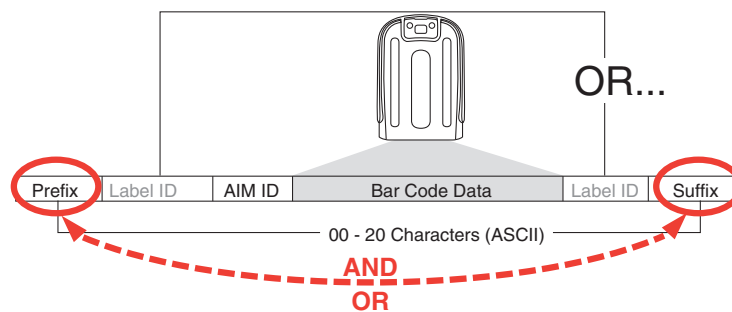 OR...
Prefix Label ID AIM ID Bar Code Data Label ID Suffix
00 - 20 Characters (ASCII)
AND
OR